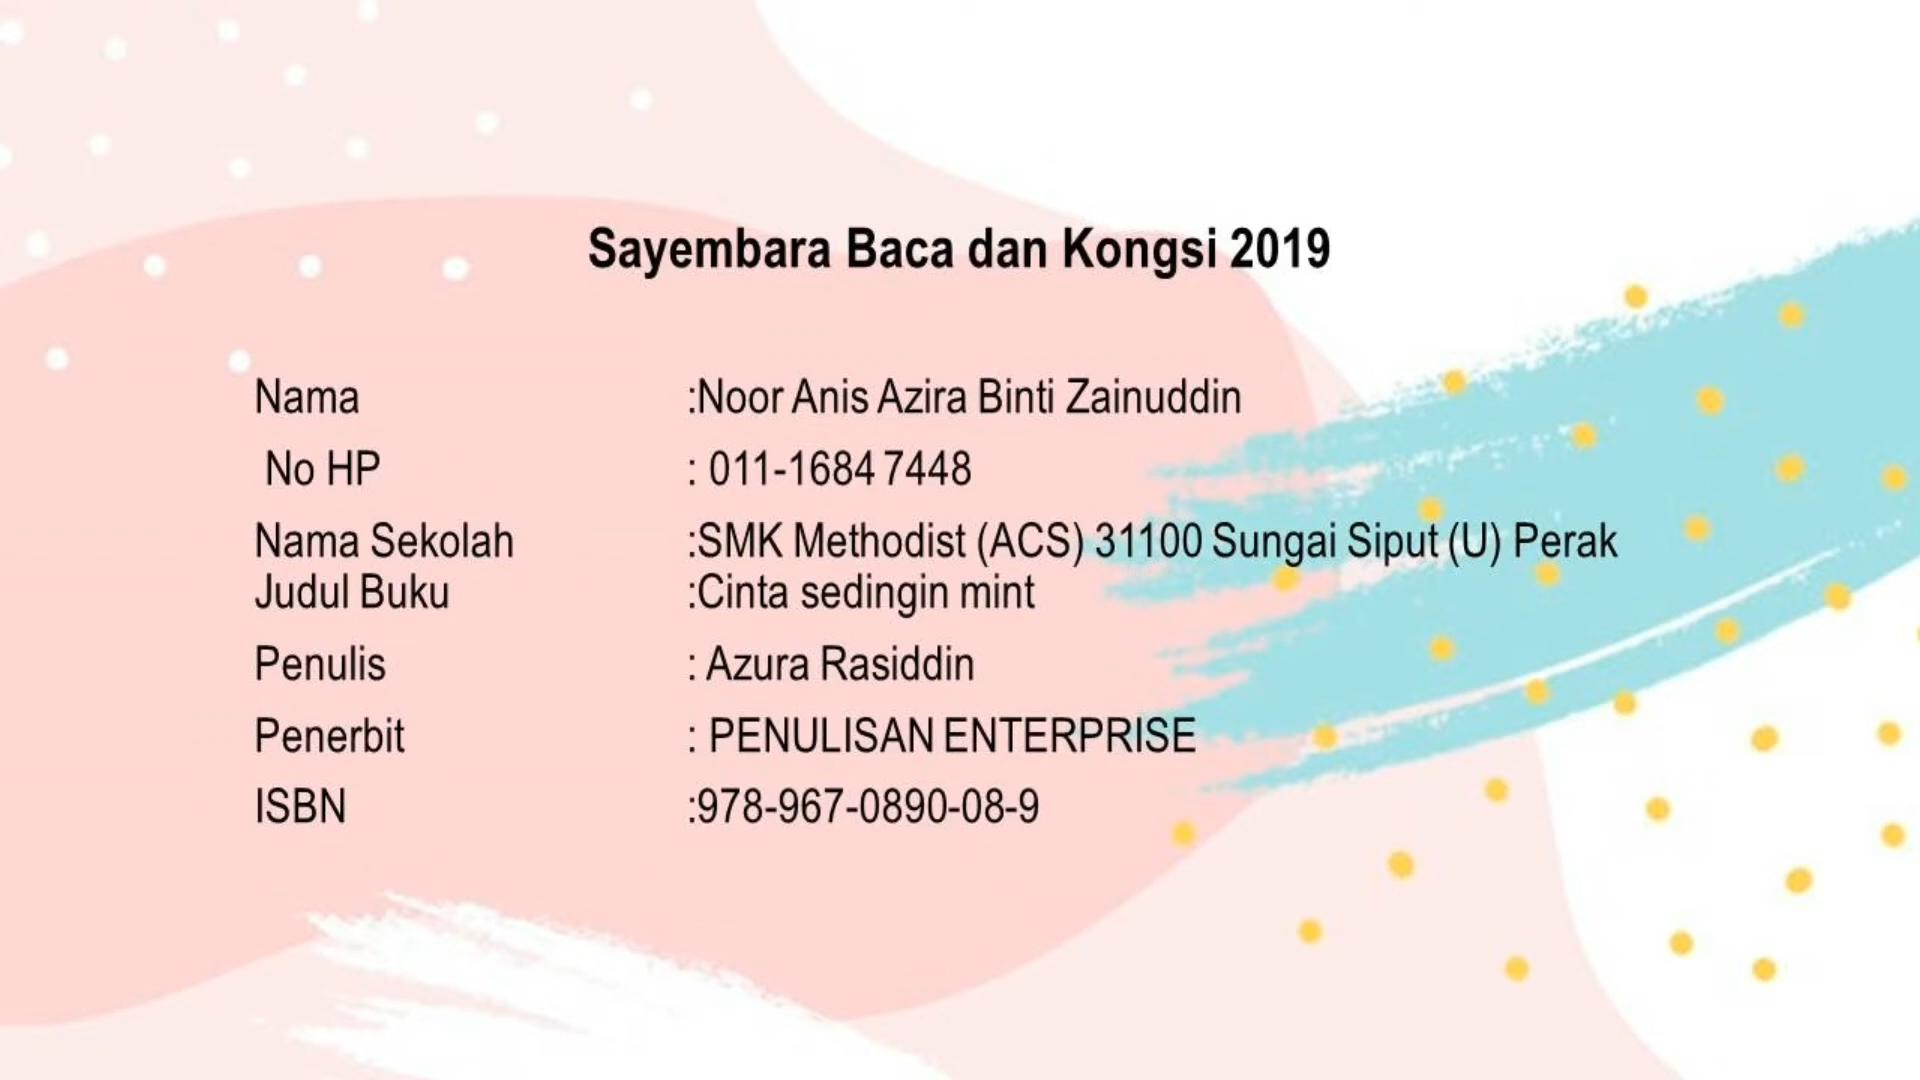 Sayembara Baca dan Kongsi 2019
Nama :Noor Anis Azira Binti Zainuddin
No HP : 011-1684 7448
Nama Sekolah :SMK Methodist (ACS) 31100 Sungai Siput (U) Perak
Judul Buku :Cinta sedingin mint
Penulis : Azura Rasiddin
Penerbit : PENULISAN ENTERPRISE
ISBN :978-967-0890-08-9